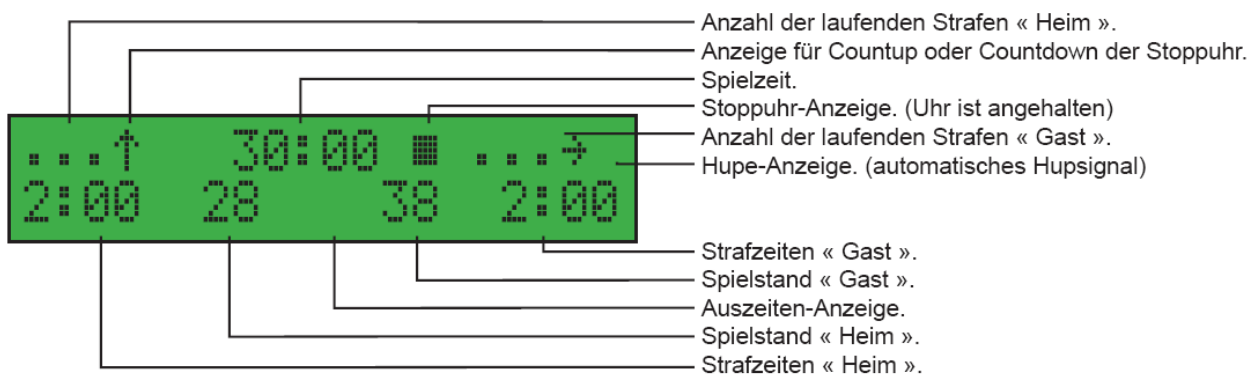 Anzahl der laufenden Strafen « Heim ».
Anzeige für Countup oder Countdown der Stoppuhr.
Spielzeit.
Stoppuhr-Anzeige. (Uhr ist angehalten)
Anzahl der laufenden Strafen « Gast ».
Hupe-Anzeige. (automatisches Hupsignal)
...↑ 30:00 ■ ...→
2:00 28 38 2:00
Strafzeiten « Gast ».
Spielstand « Gast ».
Auszeiten-Anzeige.
Spielstand « Heim ».
Strafzeiten « Heim ».